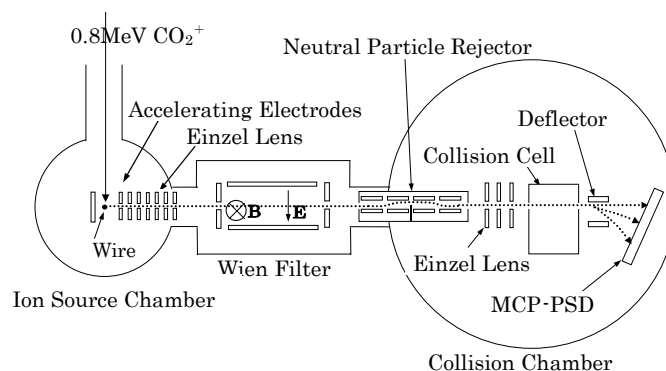 0.8MeV CO₂⁺
Neutral Particle Rejector
Accelerating Electrodes
Einzel Lens
Deflector
Collision Cell
B
E
Wire
Wien Filter
Einzel Lens
Ion Source Chamber
MCP-PSD
Collision Chamber